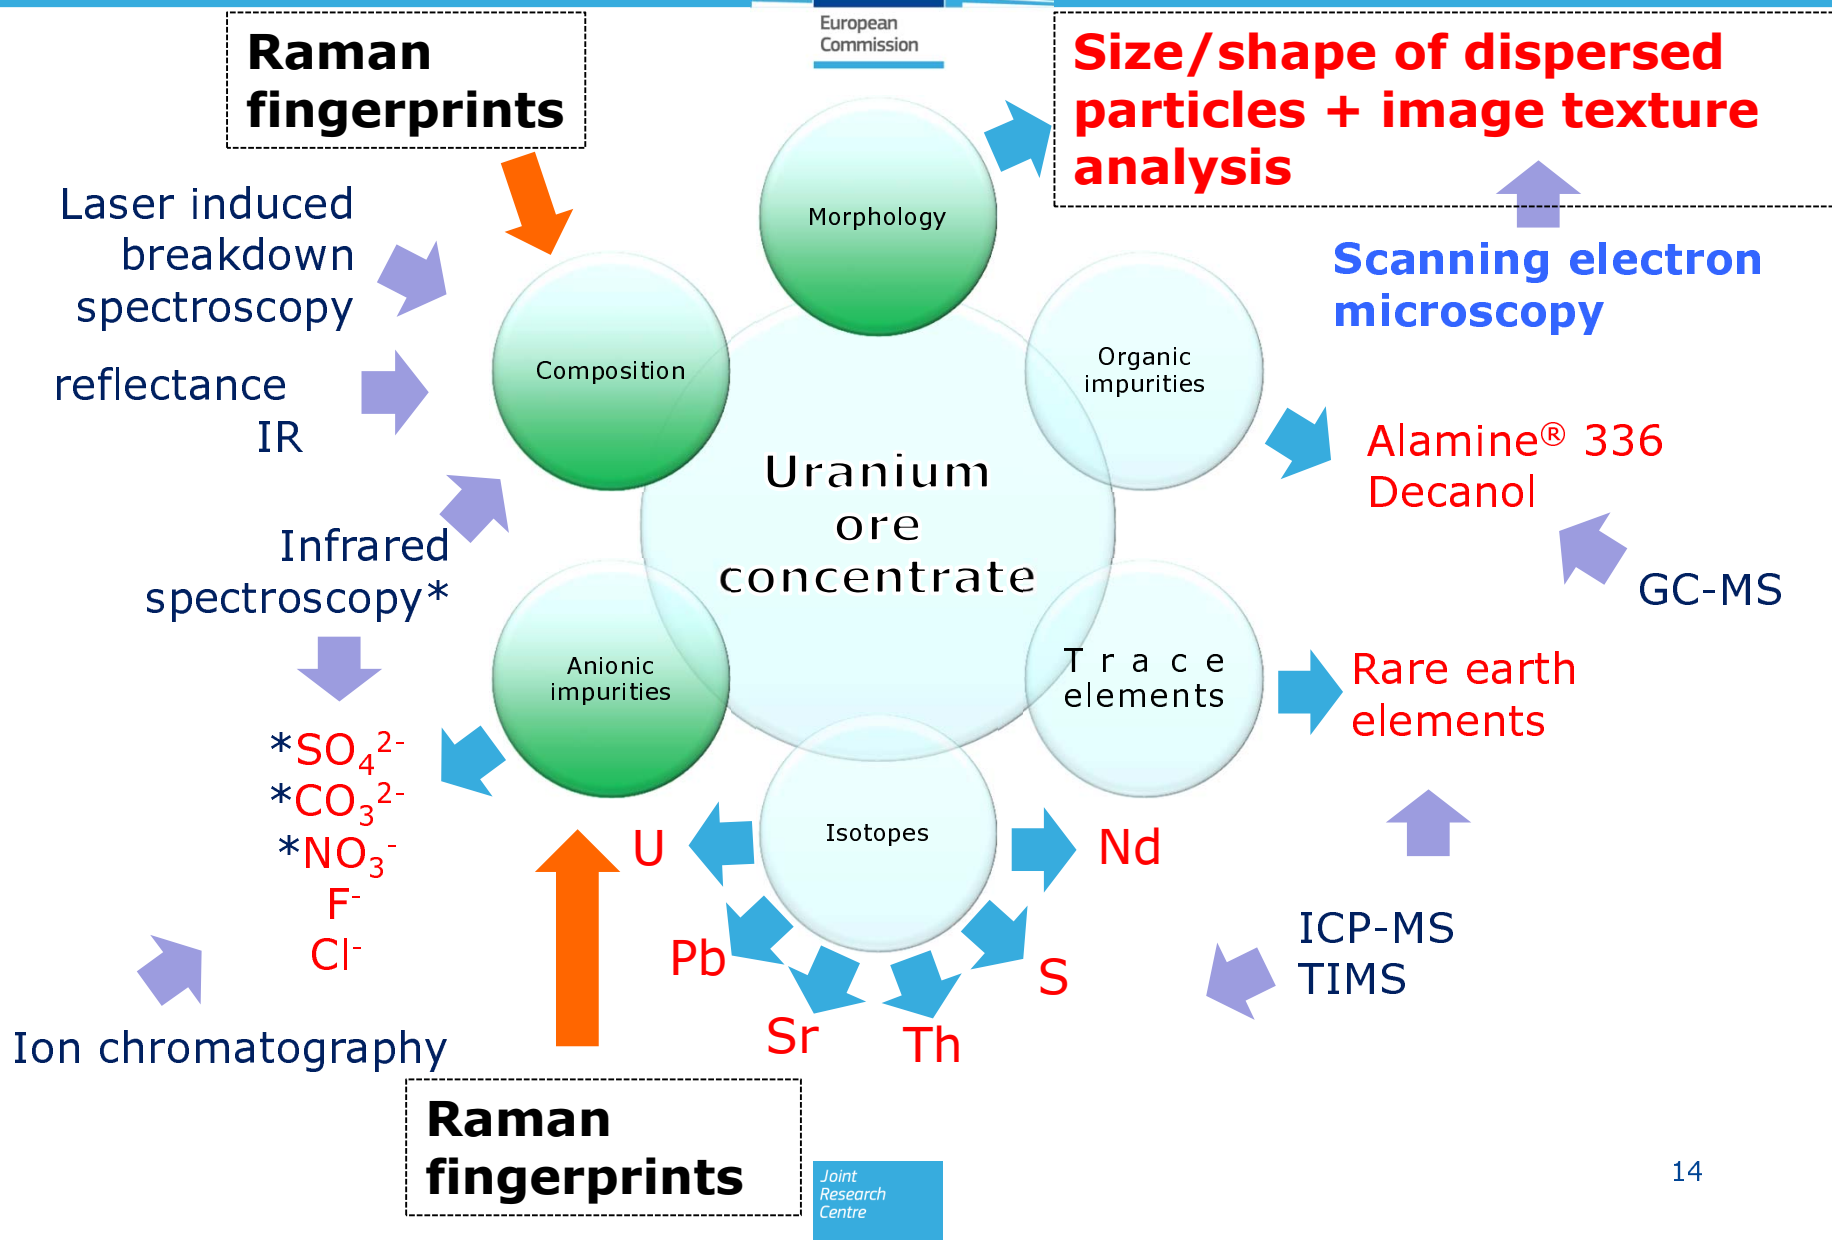 European
Commission
Raman
fingerprints
Size/shape of dispersed
particles + image texture
analysis
Laser induced
breakdown
spectroscopy
Morphology
Scanning electron
microscopy
reflectance
IR
Composition
Organic
impurities
Alamine® 336
Decanol
Uranium
ore
concentrate
Infrared
spectroscopy*
GC-MS
Anionic
impurities
Trace
elements
Rare earth
elements
*SO₄²⁻
*CO₃²⁻
*NO₃⁻
F⁻
Cl⁻
Isotopes
U
Pb
Sr
Th
S
Nd
ICP-MS
TIMS
Ion chromatography
Raman
fingerprints
Joint
Research
Centre
14